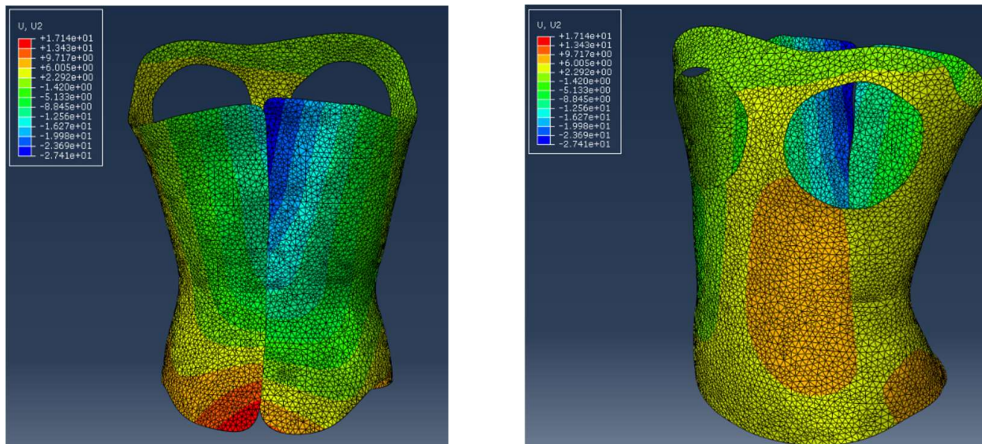 U, U2
+1.714e+01
+1.343e+01
+9.717e+00
+6.005e+00
+2.292e+00
-1.420e+00
-5.133e+00
-8.845e+00
-1.256e+01
-1.627e+01
-1.998e+01
-2.369e+01
-2.741e+01
U, U2
+1.714e+01
+1.343e+01
+9.717e+00
+6.005e+00
+2.292e+00
-1.420e+00
-5.133e+00
-8.845e+00
-1.256e+01
-1.627e+01
-1.998e+01
-2.369e+01
-2.741e+01